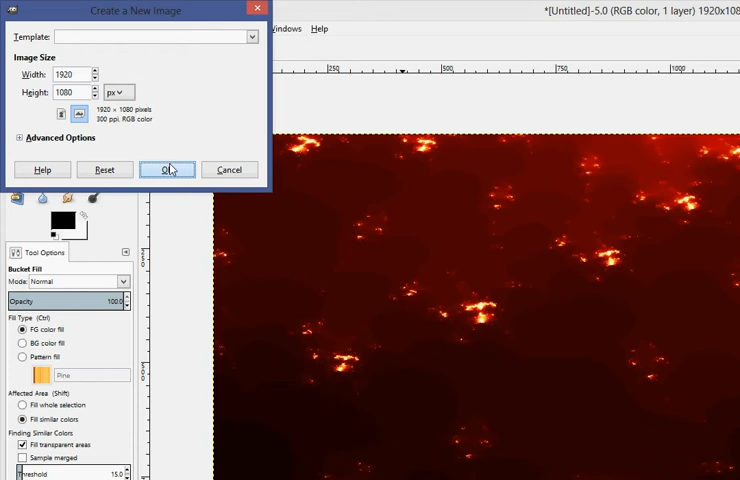 Create a New Image
*[Untitled]-5.0 (RGB color, 1 layer) 1920x108
Template:
indows Help
Image Size
Width: 1920
Height: 1080 px
1920 × 1080 pixels
300 ppi, RGB color
250 500 750 1000
Advanced Options
Help Reset Cancel
Tool Options
Bucket Fill
Mode: Normal
Opacity 100.0
Fill Type (Ctrl)
FG color fill
BG color fill
Pattern fill
Pine
Affected Area (Shift)
Fill whole selection
Fill similar colors
Finding Similar Colors
Fill transparent areas
Sample merged
Threshold 15.0
250
500